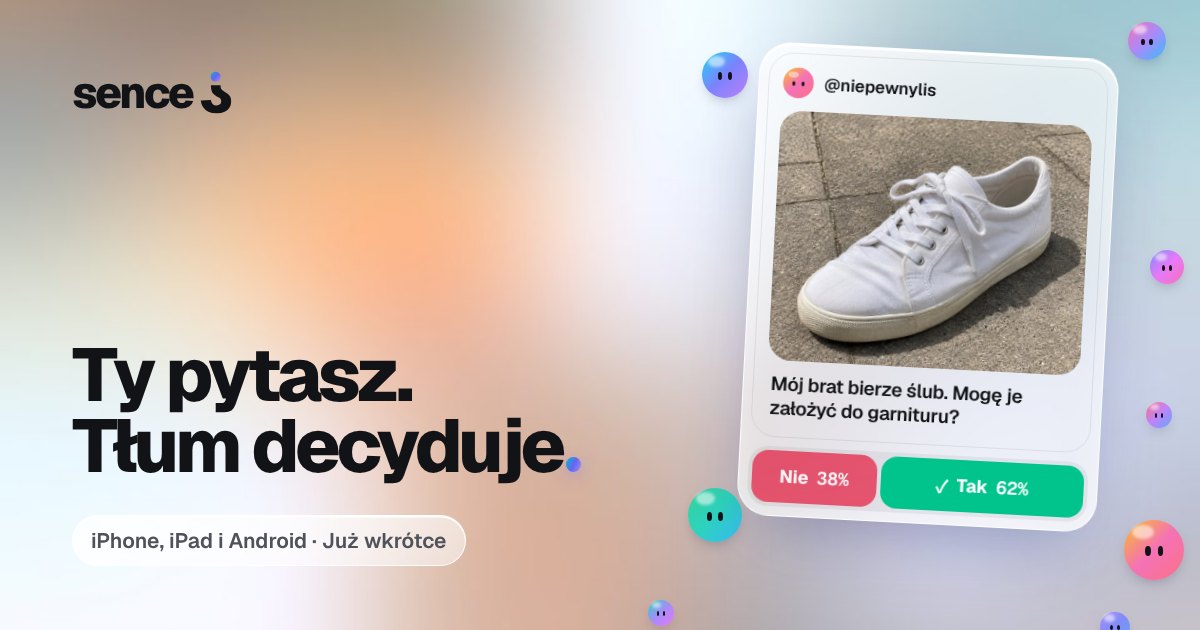 sence
Ty pytasz.
Tłum decyduje.
iPhone, iPad i Android · Już wkrótce
@niepewnylis
Mój brat bierze ślub. Mogę je
założyć do garnituru?
Nie 38%
✓ Tak 62%